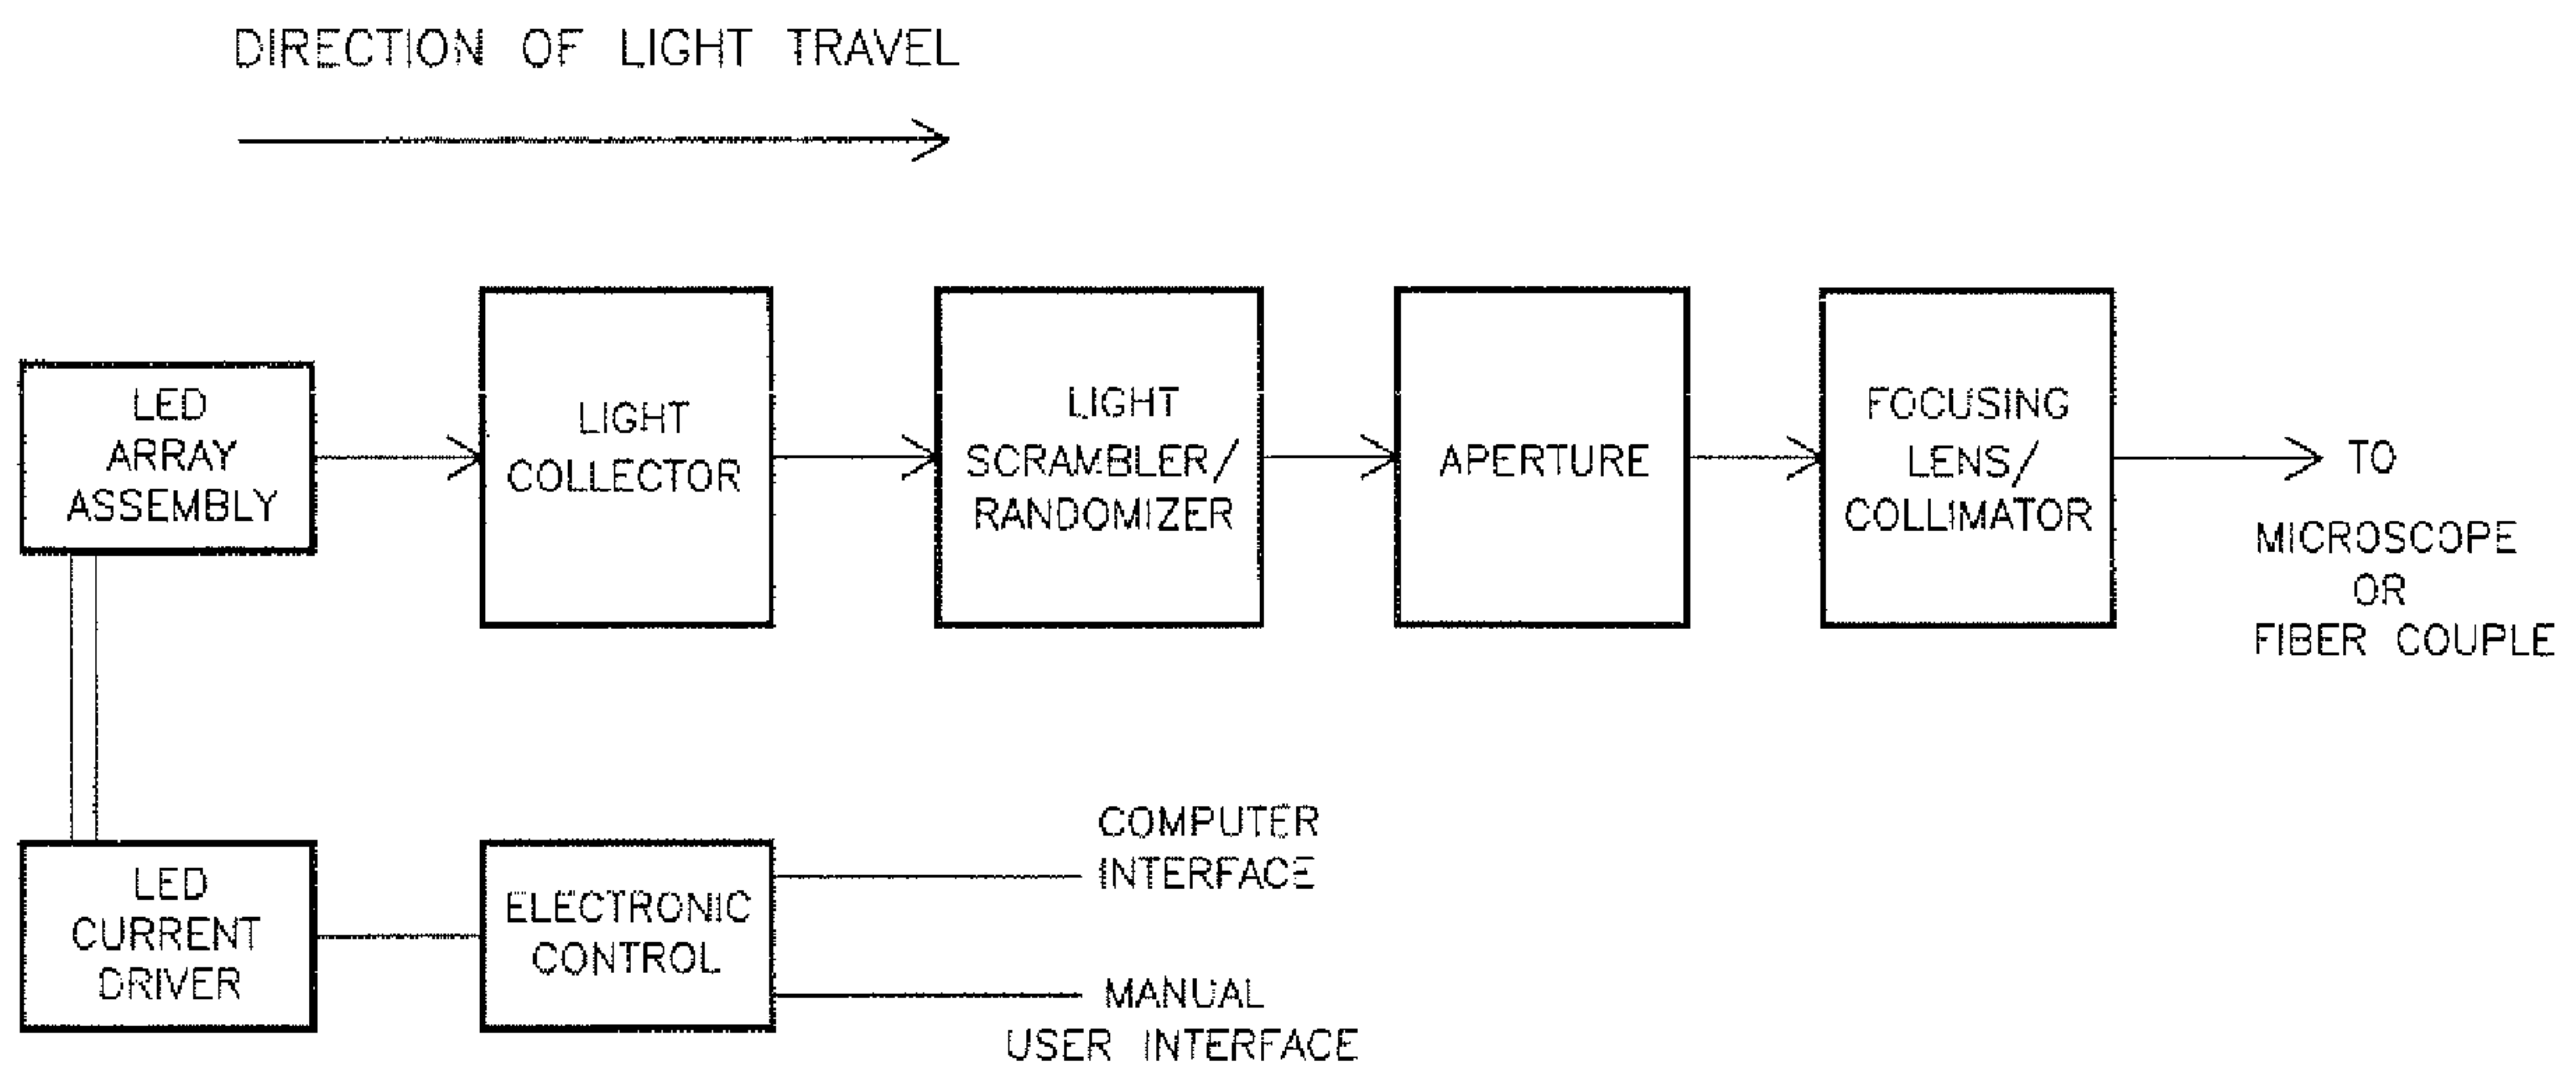 DIRECTION OF LIGHT TRAVEL
LED
ARRAY
ASSEMBLY
LIGHT
COLLECTOR
LIGHT
SCRAMBLER/
RANDOMIZER
APERTURE
FOCUSING
LENS/
COLLIMATOR
TO
MICROSCOPE
OR
FIBER COUPLE
LED
CURRENT
DRIVER
ELECTRONIC
CONTROL
COMPUTER
INTERFACE
MANUAL
USER INTERFACE